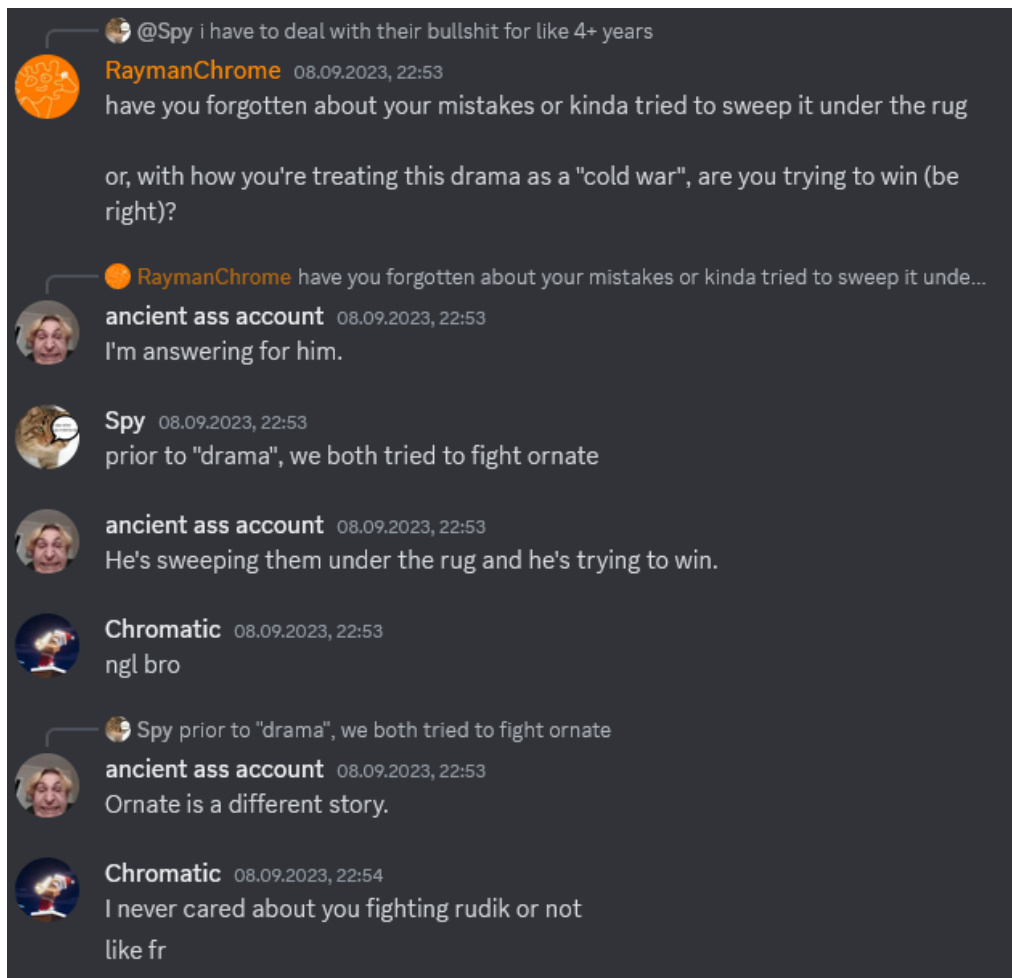 @Spy i have to deal with their bullshit for like 4+ years
RaymanChrome 08.09.2023, 22:53
have you forgotten about your mistakes or kinda tried to sweep it under the rug
or, with how you're treating this drama as a "cold war", are you trying to win (be
right)?
RaymanChrome have you forgotten about your mistakes or kinda tried to sweep it unde...
ancient ass account 08.09.2023, 22:53
I'm answering for him.
Spy 08.09.2023, 22:53
prior to "drama", we both tried to fight ornate
ancient ass account 08.09.2023, 22:53
He's sweeping them under the rug and he's trying to win.
Chromatic 08.09.2023, 22:53
ngl bro
Spy prior to "drama", we both tried to fight ornate
ancient ass account 08.09.2023, 22:53
Ornate is a different story.
Chromatic 08.09.2023, 22:54
I never cared about you fighting rudik or not
like fr